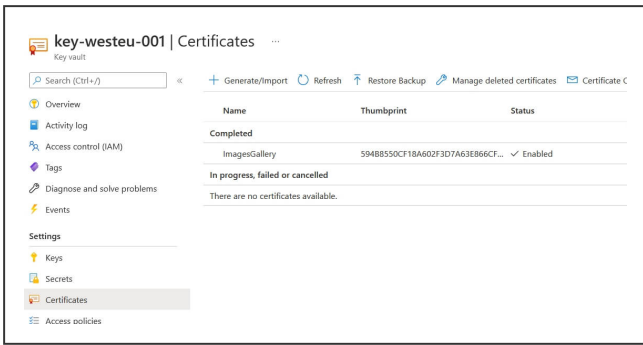 key-westeu-001 | Certificates ...
Key vault
Search (Ctrl+/)
«
Overview
Activity log
Access control (IAM)
Tags
Diagnose and solve problems
Events
Settings
Keys
Secrets
Certificates
Access policies
+ Generate/Import Refresh Restore Backup Manage deleted certificates Certificate C
Name Thumbprint Status
Completed
ImagesGallery 594B8550CF18A602F3D7A63E866CF... Enabled
In progress, failed or cancelled
There are no certificates available.